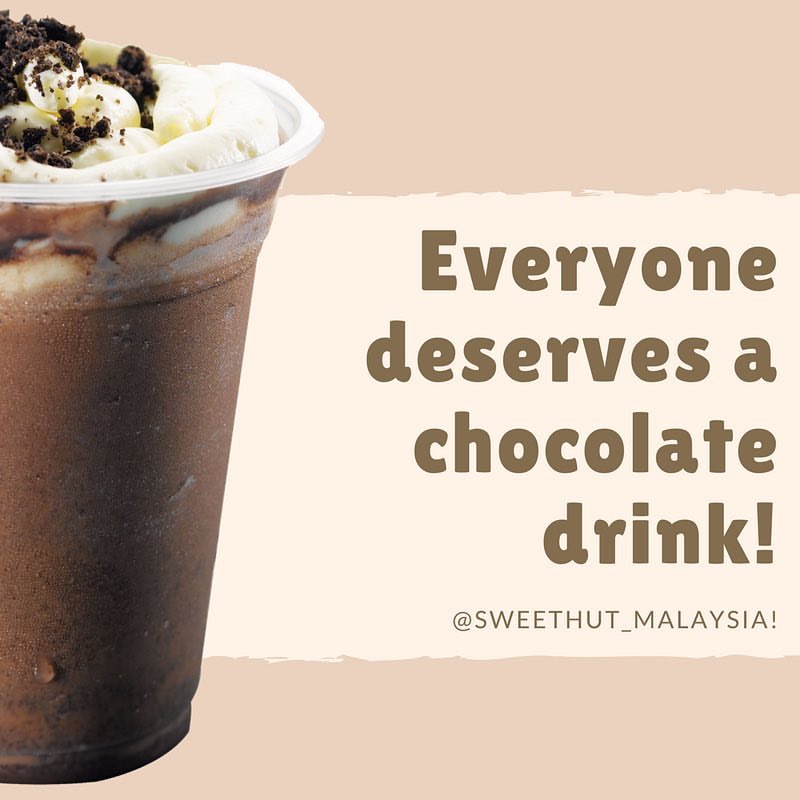 Everyone
deserves a
chocolate
drink!
@SWEETHUT_MALAYSIA!